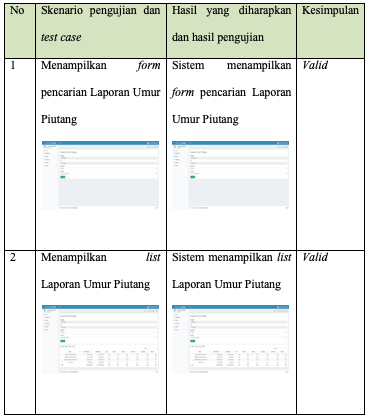 No
Skenario pengujian dan
test case
Hasil yang diharapkan
dan hasil pengujian
Kesimpulan
1
Menampilkan form
pencarian Laporan Umur
Piutang
Sistem menampilkan
form pencarian Laporan
Umur Piutang
Valid
2
Menampilkan list
Laporan Umur Piutang
Sistem menampilkan list
Laporan Umur Piutang
Valid